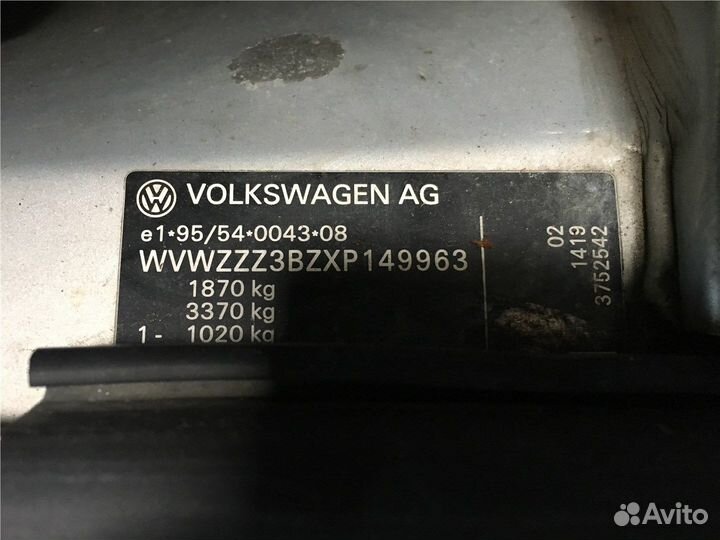 VOLKSWAGEN AG
e1*95/54*0043*08
WVWZZZ3BZXP149963
1870 kg
3370 kg
1- 1020 kg
02
1419
3752542
Avito